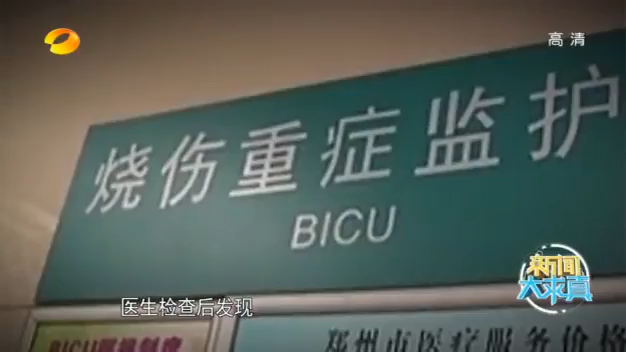 高清
烧伤重症监护
BICU
新闻
大求真
医生检查后发现
郑州市医疗服务价格